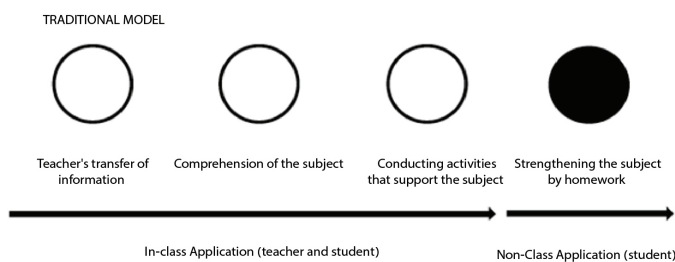 TRADITIONAL MODEL
Teacher's transfer of
information
Comprehension of the subject
Conducting activities
that support the subject
Strengthening the subject
by homework
In-class Application (teacher and student)
Non-Class Application (student)